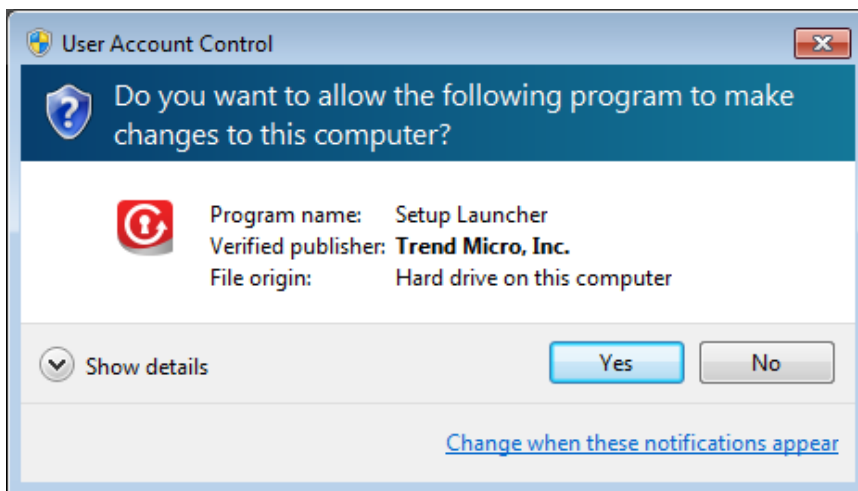 User Account Control
Do you want to allow the following program to make
changes to this computer?
Program name: Setup Launcher
Verified publisher: Trend Micro, Inc.
File origin: Hard drive on this computer
Show details
Yes
No
Change when these notifications appear